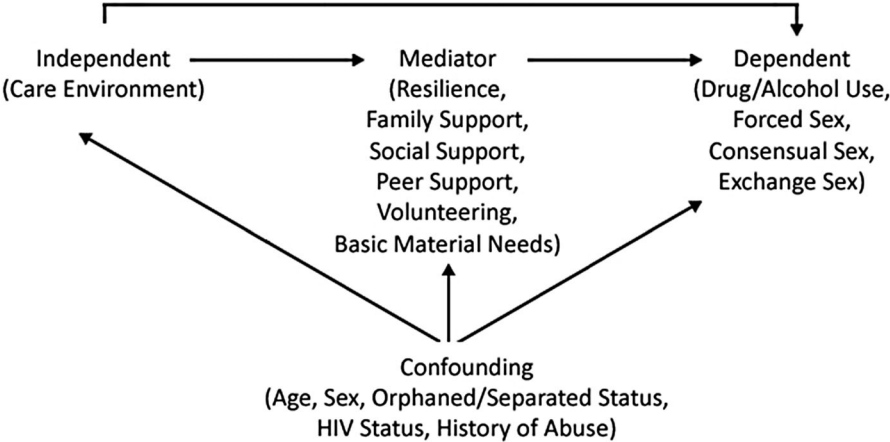 Independent
(Care Environment)
Mediator
(Resilience,
Family Support,
Social Support,
Peer Support,
Volunteering,
Basic Material Needs)
Dependent
(Drug/Alcohol Use,
Forced Sex,
Consensual Sex,
Exchange Sex)
Confounding
(Age, Sex, Orphaned/Separated Status,
HIV Status, History of Abuse)